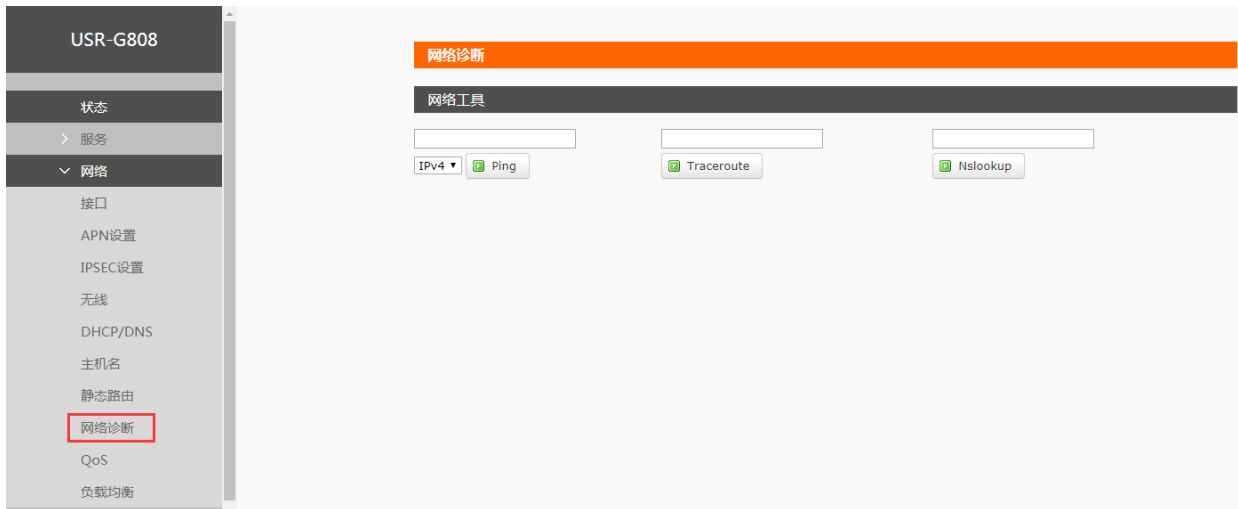 USR-G808
状态
服务
网络
接口
APN设置
IPSEC设置
无线
DHCP/DNS
主机名
静态路由
网络诊断
QoS
负载均衡
网络诊断
网络工具
IPv4 Ping Traceroute Nslookup